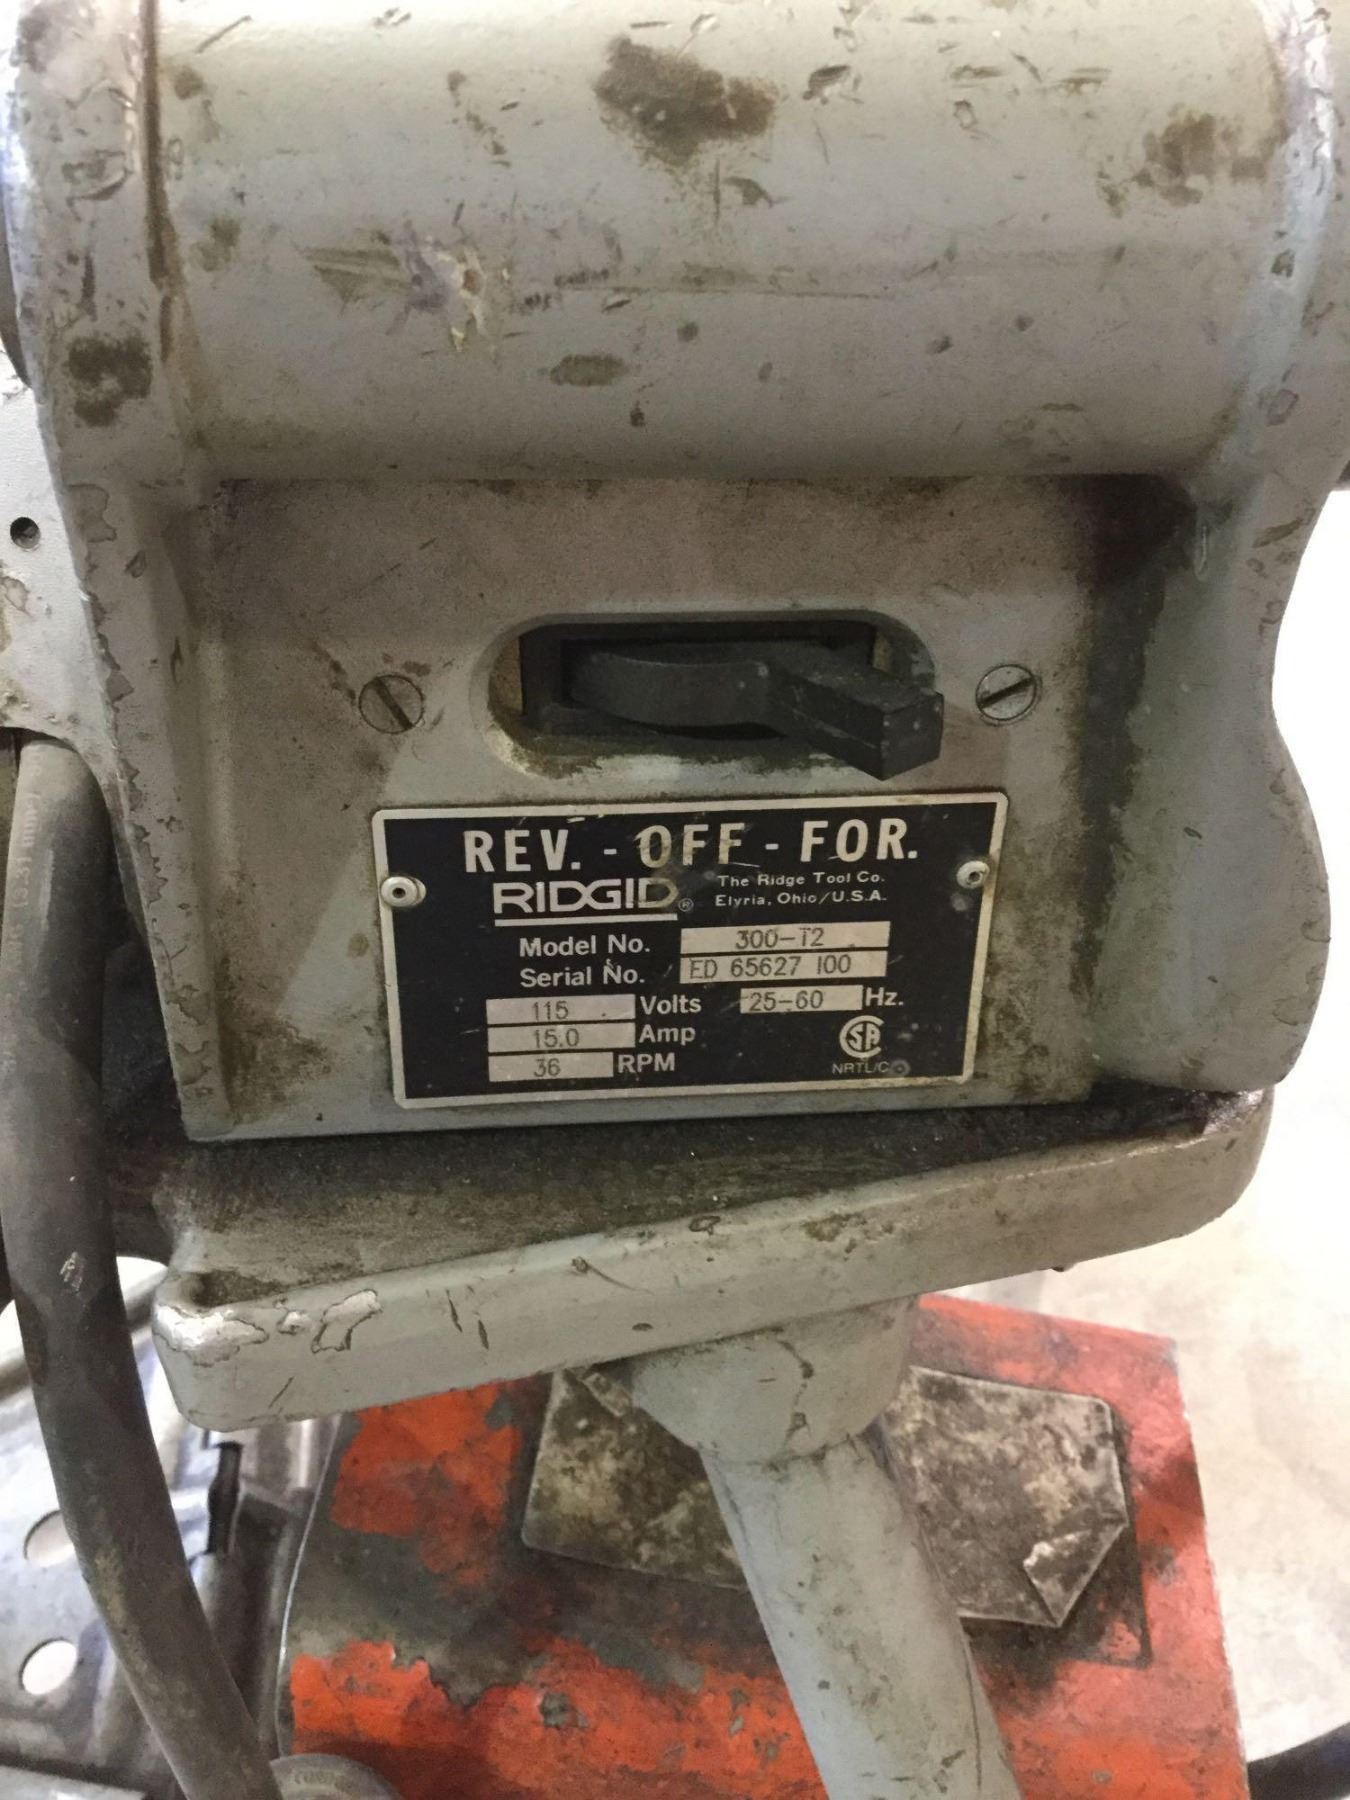 REV. - OFF - FOR.
RIDGID® The Ridge Tool Co.
Elyria, Ohio/U.S.A.
Model No. 300-T2
Serial No. ED 65627 100
115 Volts 25-60 Hz.
15.0 Amp
36 RPM
CSA
NRTL/C